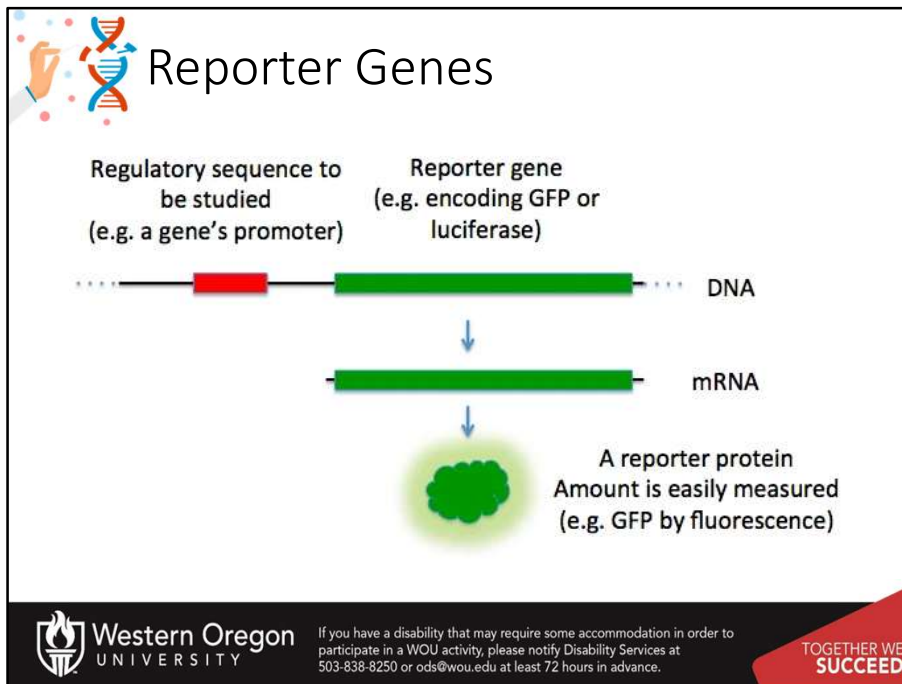 Reporter Genes
Regulatory sequence to
be studied
(e.g. a gene's promoter)
Reporter gene
(e.g. encoding GFP or
luciferase)
DNA
mRNA
A reporter protein
Amount is easily measured
(e.g. GFP by fluorescence)
Western Oregon
UNIVERSITY
If you have a disability that may require some accommodation in order to
participate in a WOU activity, please notify Disability Services at
503-838-8250 or ods@wou.edu at least 72 hours in advance.
TOGETHER WE
SUCCEED